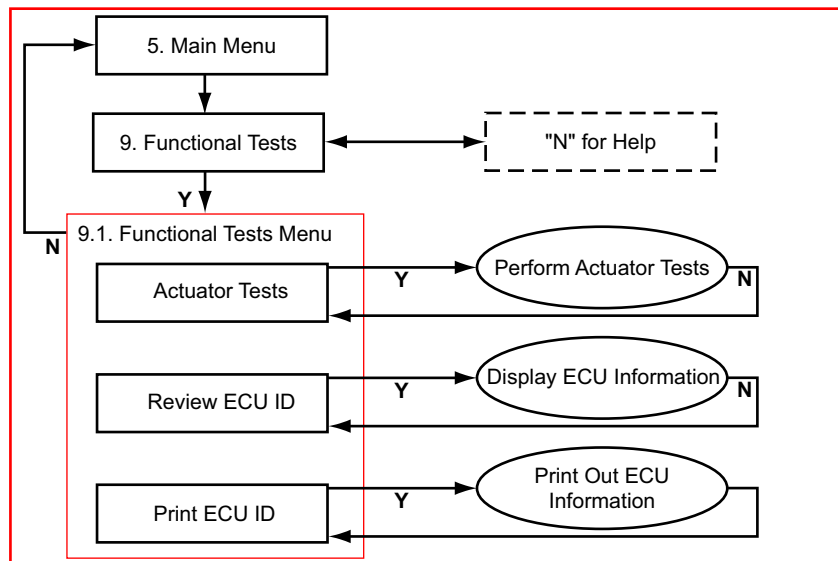 5. Main Menu
9. Functional Tests
"N" for Help
Y
N
9.1. Functional Tests Menu
Actuator Tests
Y
Perform Actuator Tests
N
Review ECU ID
Y
Display ECU Information
N
Print ECU ID
Y
Print Out ECU
Information